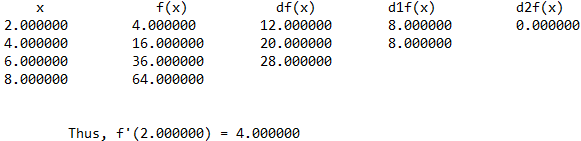 x f(x) df(x) d1f(x) d2f(x)
2.000000 4.000000 12.000000 8.000000 0.000000
4.000000 16.000000 20.000000 8.000000
6.000000 36.000000 28.000000
8.000000 64.000000
Thus, f'(2.000000) = 4.000000